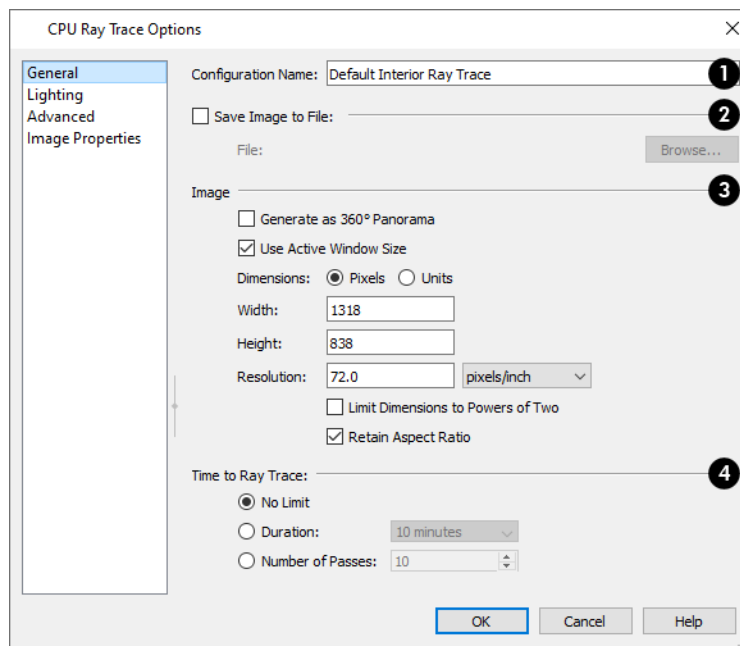 CPU Ray Trace Options
General
Lighting
Advanced
Image Properties
Configuration Name: Default Interior Ray Trace 1
Save Image to File: 2
File: Browse...
Image 3
Generate as 360° Panorama
Use Active Window Size
Dimensions: Pixels Units
Width: 1318
Height: 838
Resolution: 72.0 pixels/inch
Limit Dimensions to Powers of Two
Retain Aspect Ratio
Time to Ray Trace: 4
No Limit
Duration: 10 minutes
Number of Passes: 10
OK Cancel Help